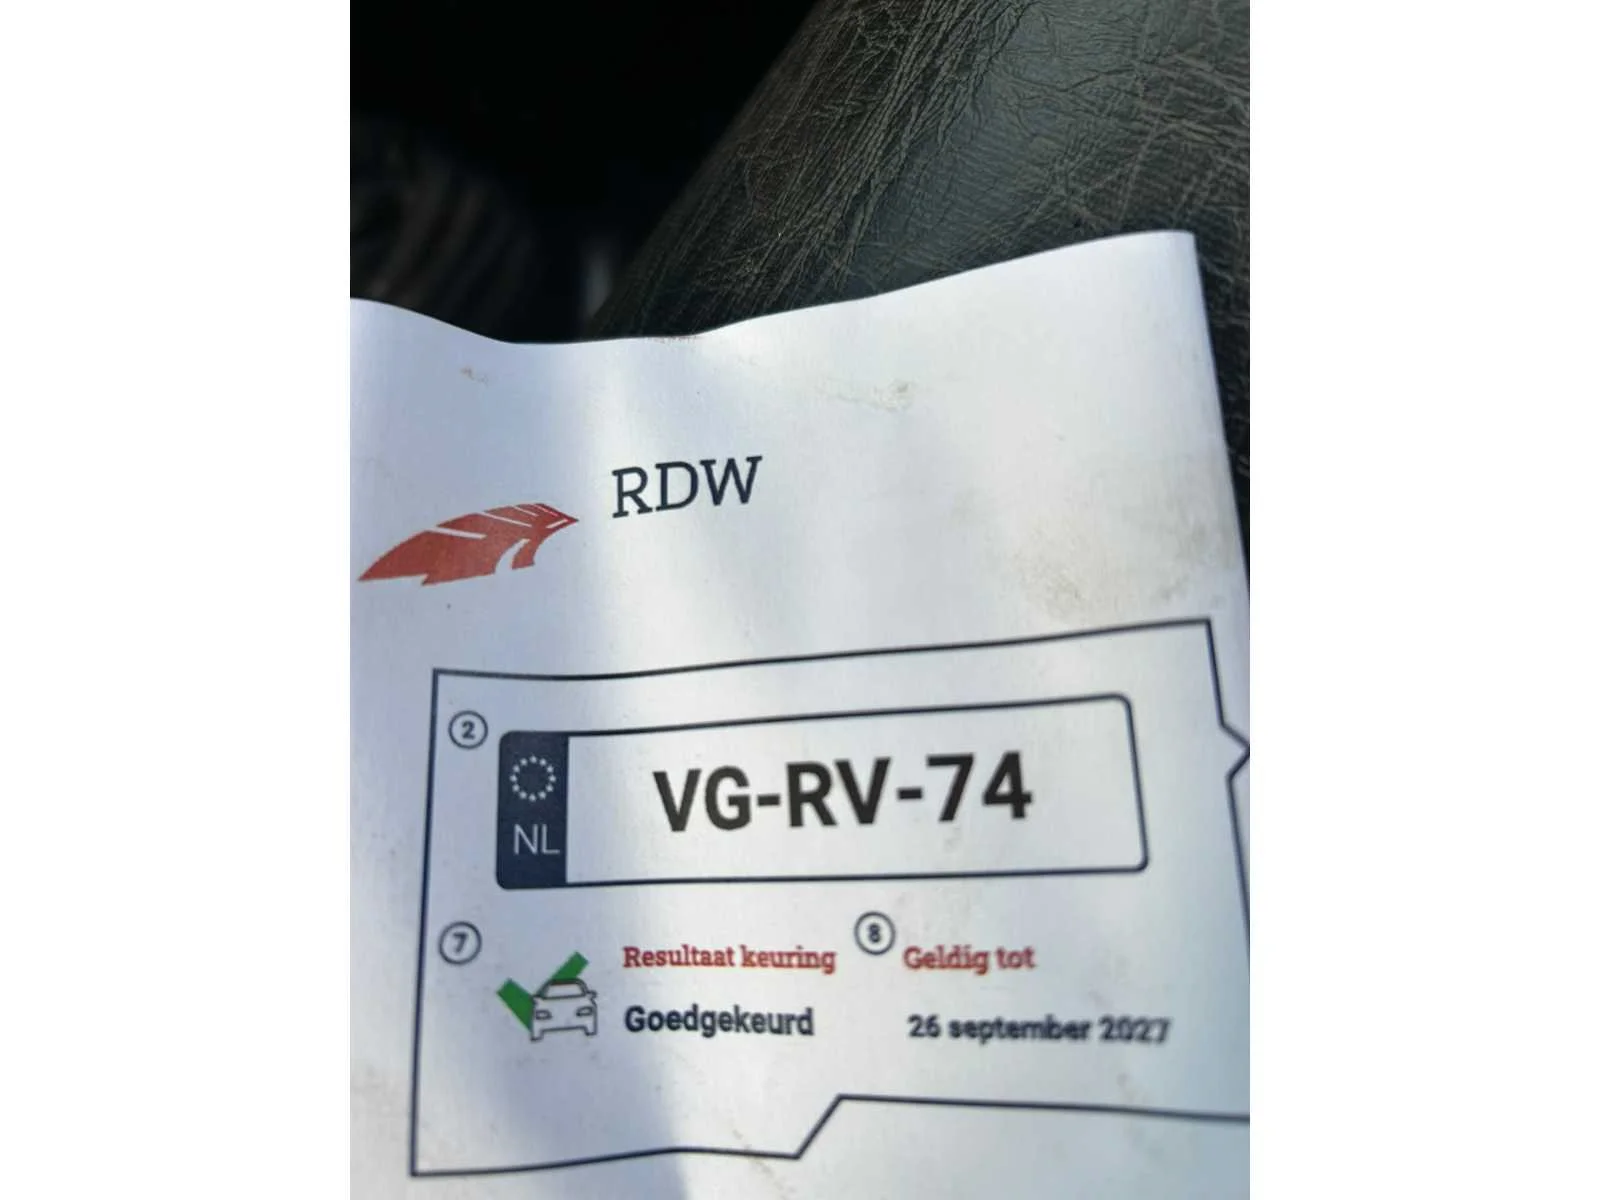 RDW
2
NL
VG-RV-74
7
Resultaat keuring
Goedgekeurd
8
Geldig tot
26 september 2027